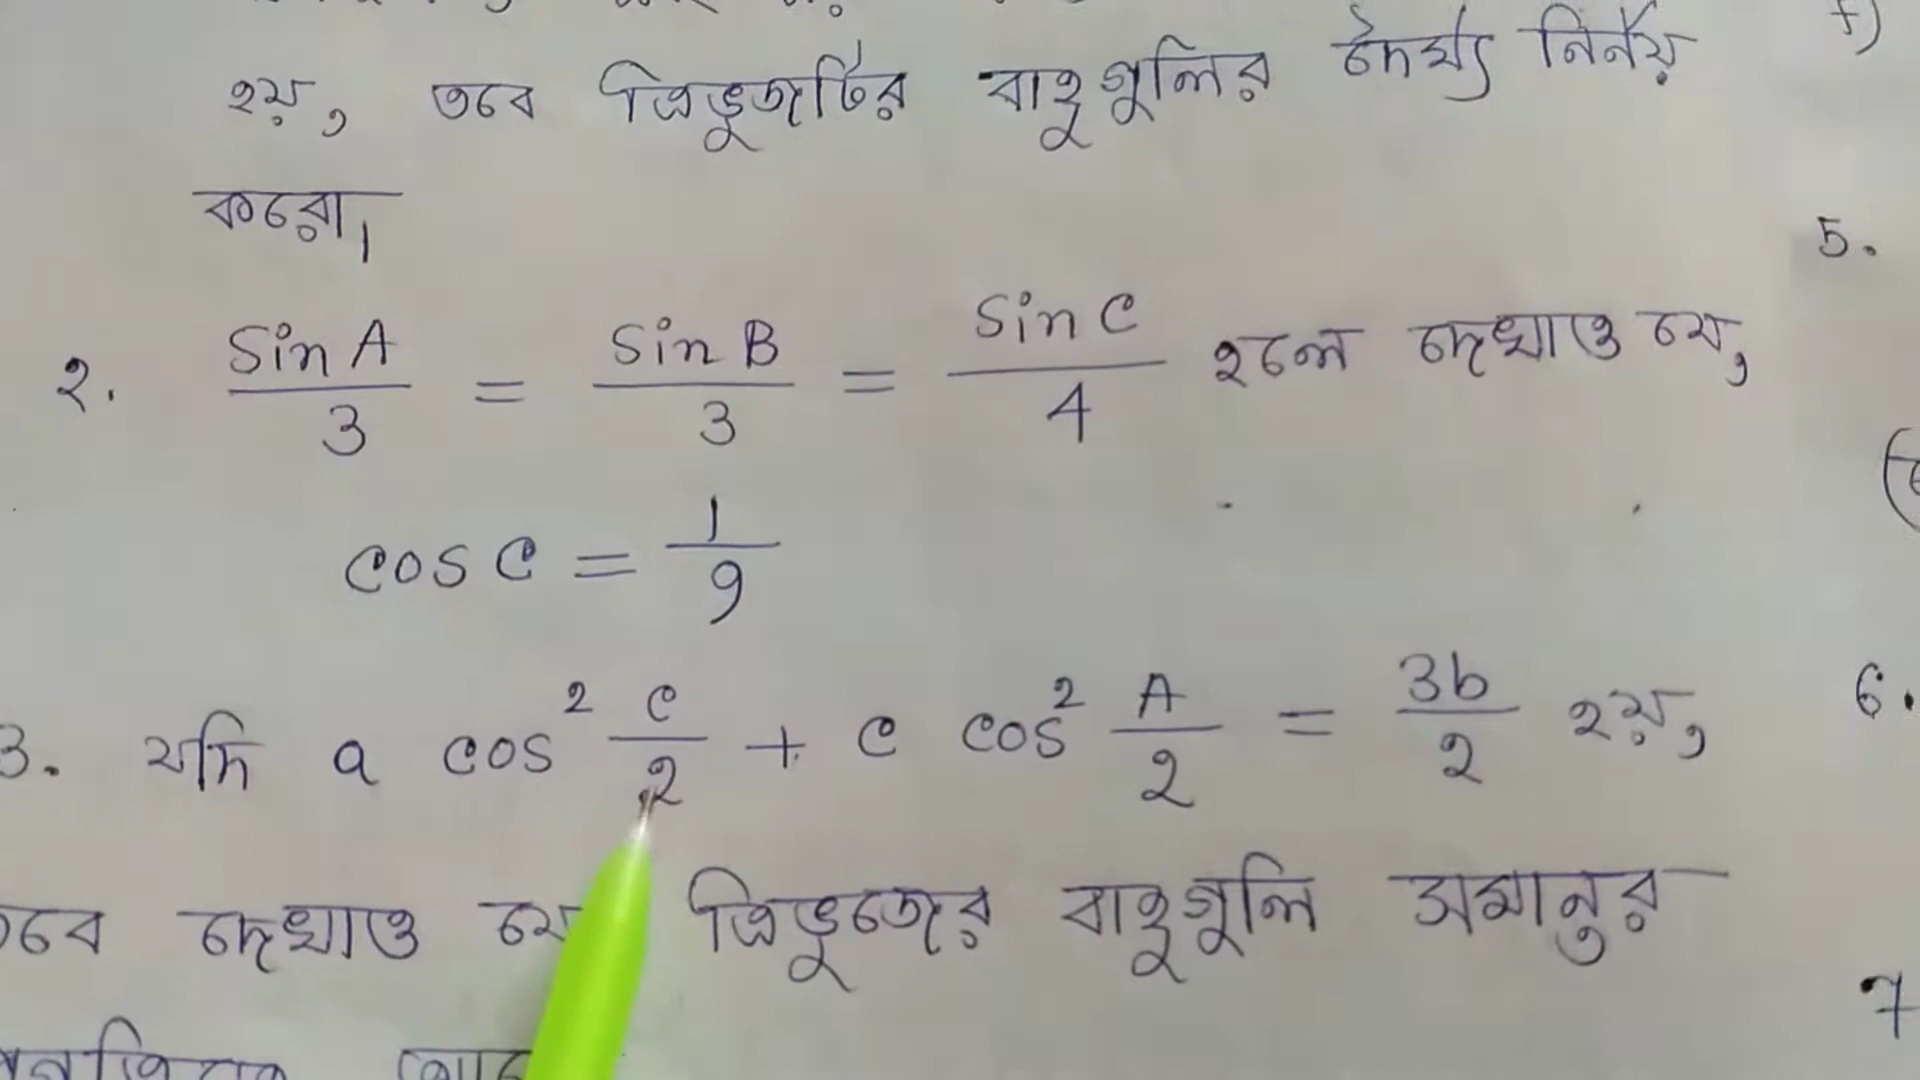 হয়, তবে ত্রিভুজটির বাহুগুলির দৈর্ঘ্য নির্নয়
করো।
২. Sin A / 3 = Sin B / 3 = Sin C / 4 হলে দেখাও যে,
cos C = 1/9
3. যদি a cos² C/2 + c cos² A/2 = 3b/2 হয়,
তবে দেখাও যে ত্রিভুজের বাহুগুলি সমান্তর
f)
5.
6.
7